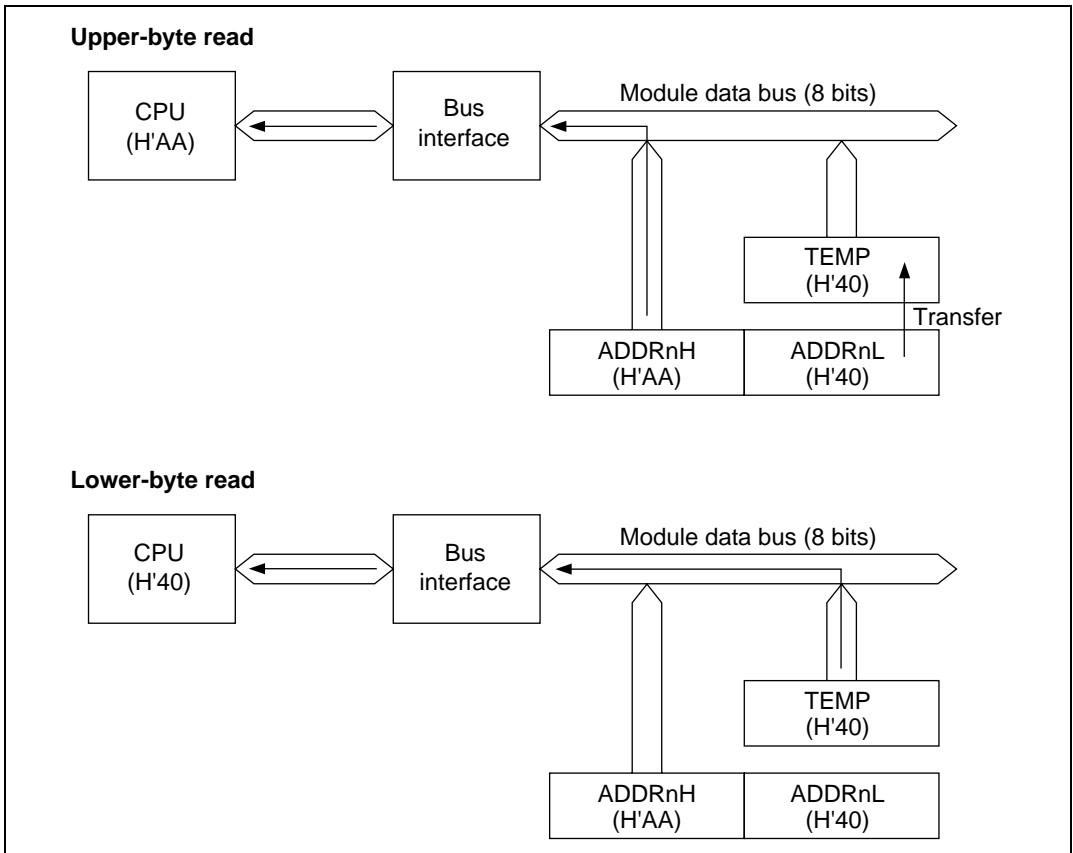 Upper-byte read
CPU
(H'AA)
Bus
interface
Module data bus (8 bits)
TEMP
(H'40)
Transfer
ADDRnH
(H'AA)
ADDRnL
(H'40)
Lower-byte read
CPU
(H'40)
Bus
interface
Module data bus (8 bits)
TEMP
(H'40)
ADDRnH
(H'AA)
ADDRnL
(H'40)